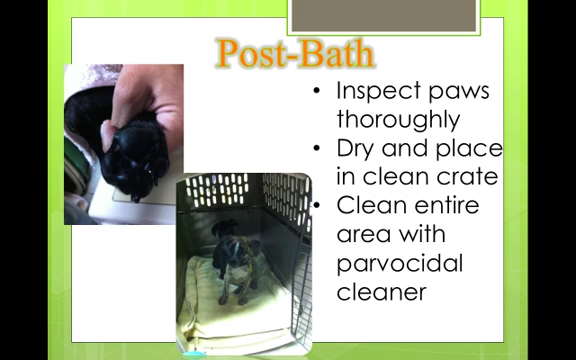 Post-Bath
• Inspect paws
thoroughly
• Dry and place
in clean crate
• Clean entire
area with
parvocidal
cleaner